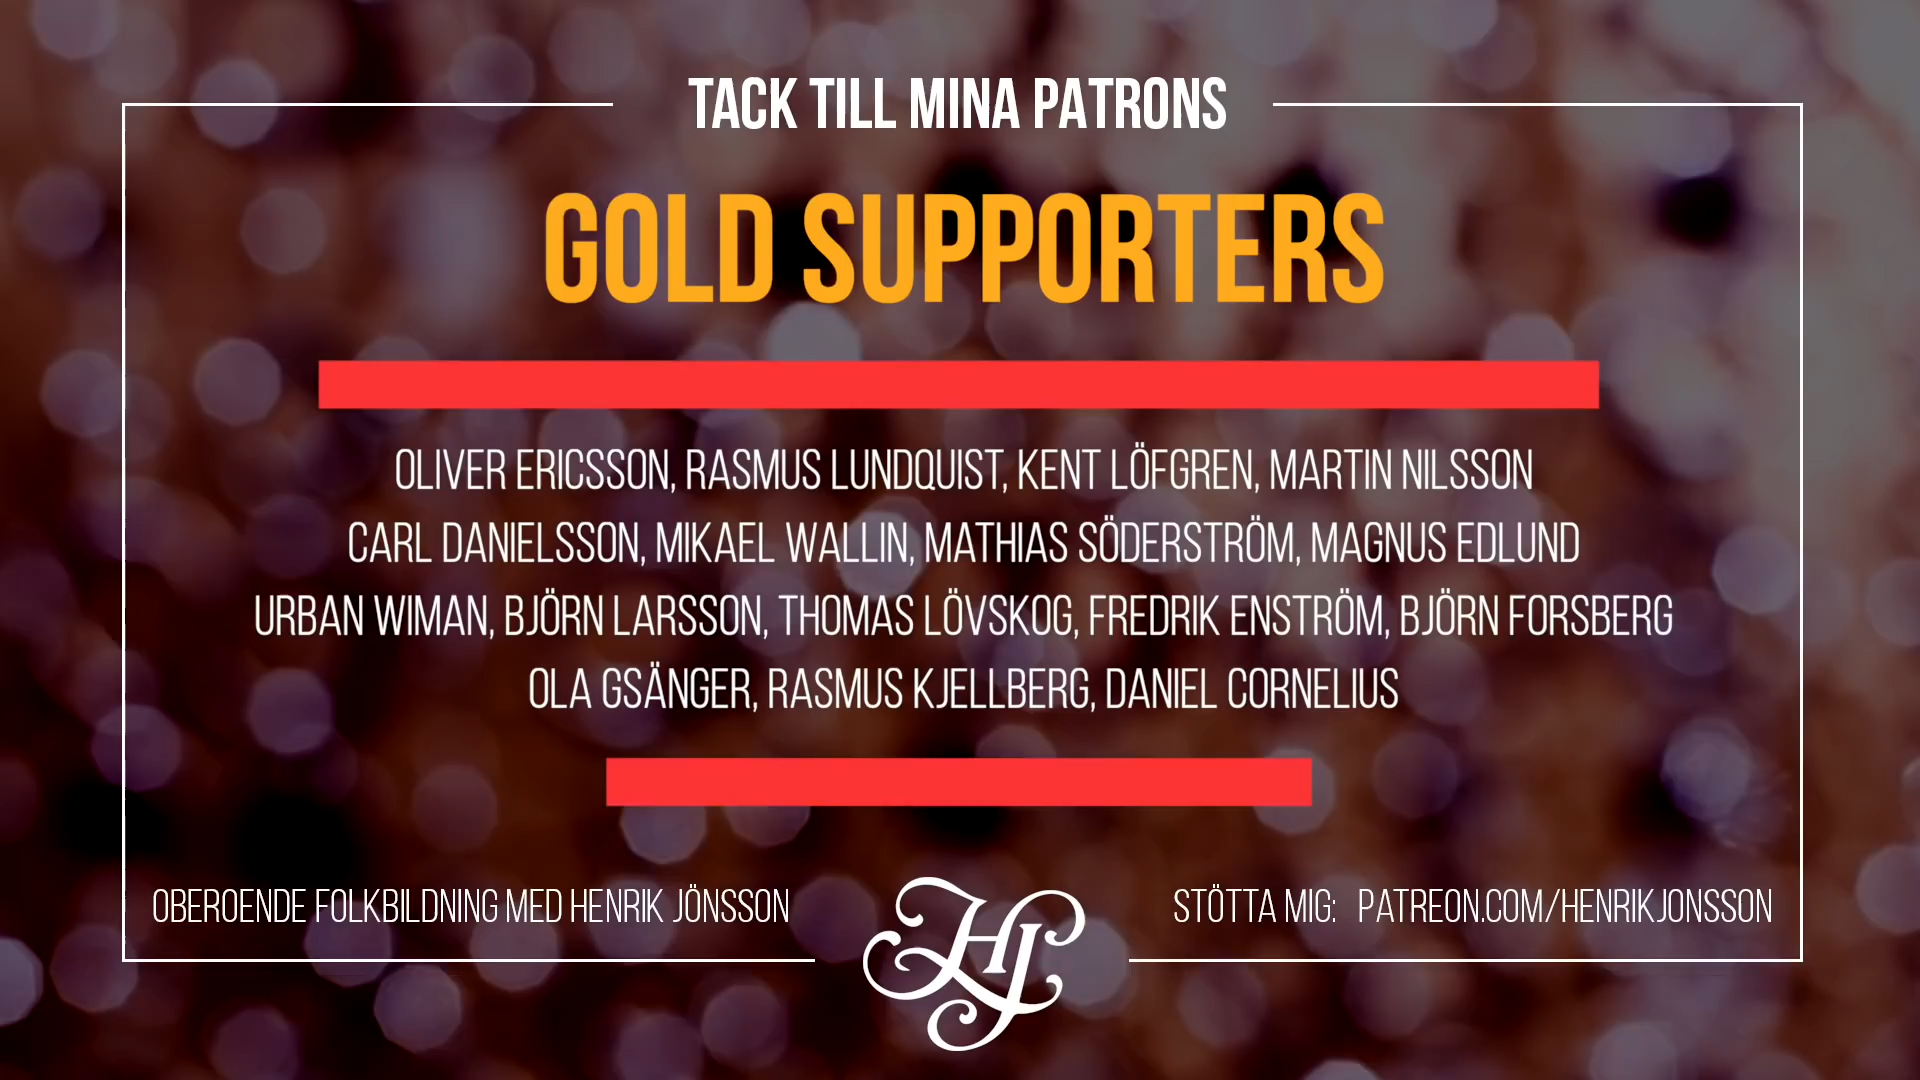 TACK TILL MINA PATRONS
GOLD SUPPORTERS
OLIVER ERICSSON, RASMUS LUNDQUIST, KENT LÖFGREN, MARTIN NILSSON
CARL DANIELSSON, MIKAEL WALLIN, MATHIAS SÖDERSTRÖM, MAGNUS EDLUND
URBAN WIMAN, BJÖRN LARSSON, THOMAS LÖVSKOG, FREDRIK ENSTRÖM, BJÖRN FORSBERG
OLA GSÄNGER, RASMUS KJELLBERG, DANIEL CORNELIUS
OBEROENDE FOLKBILDNING MED HENRIK JÖNSSON
HJ
STÖTTA MIG: PATREON.COM/HENRIKJONSSON